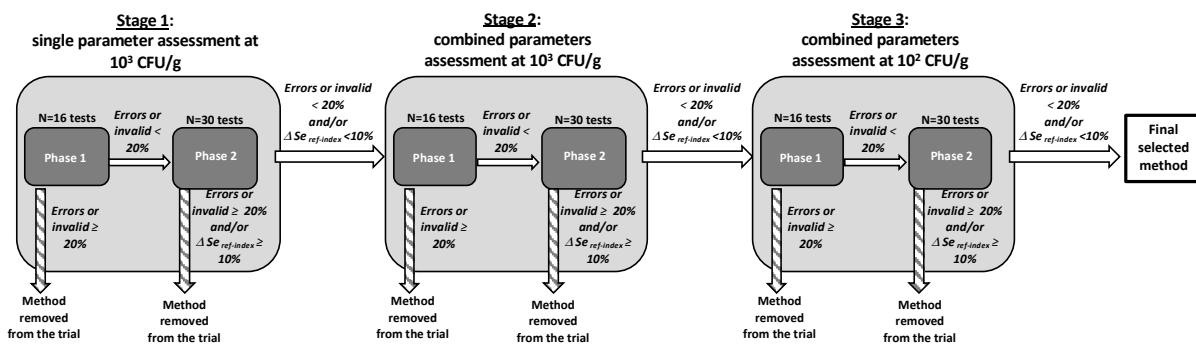 Stage 1:
single parameter assessment at
10³ CFU/g
N=16 tests
Phase 1
Errors or
invalid <
20%
N=30 tests
Phase 2
Errors or
invalid ≥
20%
Errors or
invalid ≥ 20%
and/or
Δ Se ref-index ≥
10%
Method
removed
from the trial
Method
removed
from the trial
Errors or invalid
< 20%
and/or
Δ Se ref-index <10%
Stage 2:
combined parameters
assessment at 10³ CFU/g
N=16 tests
Phase 1
Errors or
invalid <
20%
N=30 tests
Phase 2
Errors or
invalid ≥
20%
Errors or
invalid ≥ 20%
and/or
Δ Se ref-index ≥
10%
Method
removed
from the trial
Method
removed
from the trial
Errors or invalid
< 20%
and/or
Δ Se ref-index <10%
Stage 3:
combined parameters
assessment at 10² CFU/g
N=16 tests
Phase 1
Errors or
invalid <
20%
N=30 tests
Phase 2
Errors or
invalid ≥
20%
Errors or
invalid ≥ 20%
and/or
Δ Se ref-index ≥
10%
Method
removed
from the trial
Method
removed
from the trial
Errors or invalid
< 20%
and/or
Δ Se ref-index <10%
Final
selected
method